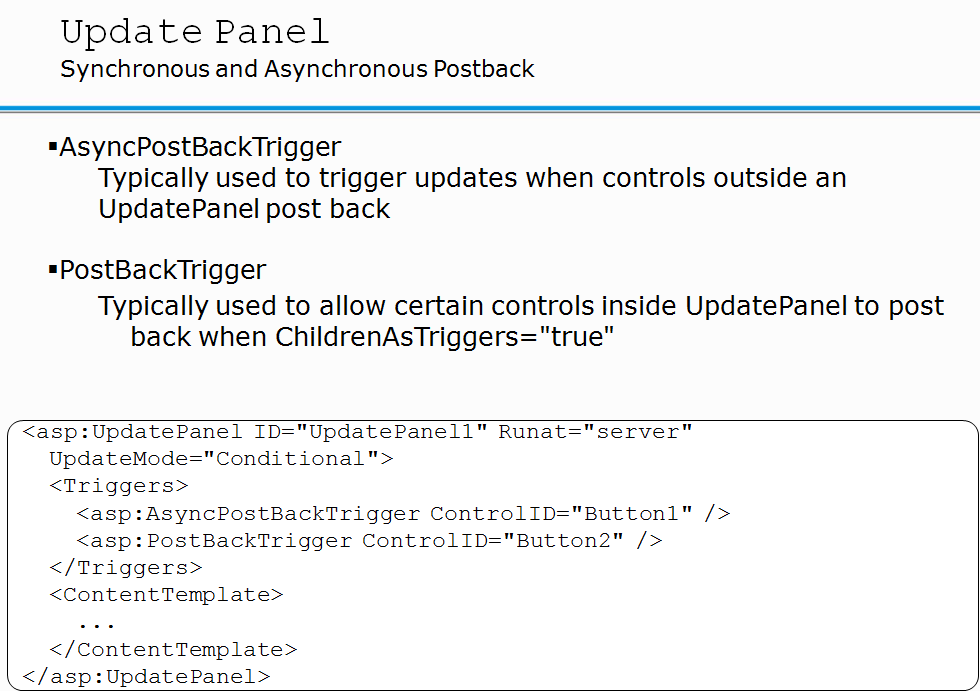 Update Panel
Synchronous and Asynchronous Postback
▪AsyncPostBackTrigger
Typically used to trigger updates when controls outside an
UpdatePanel post back
▪PostBackTrigger
Typically used to allow certain controls inside UpdatePanel to post
back when ChildrenAsTriggers="true"
<asp:UpdatePanel ID="UpdatePanel1" Runat="server"
UpdateMode="Conditional">
<Triggers>
<asp:AsyncPostBackTrigger ControlID="Button1" />
<asp:PostBackTrigger ControlID="Button2" />
</Triggers>
<ContentTemplate>
...
</ContentTemplate>
</asp:UpdatePanel>